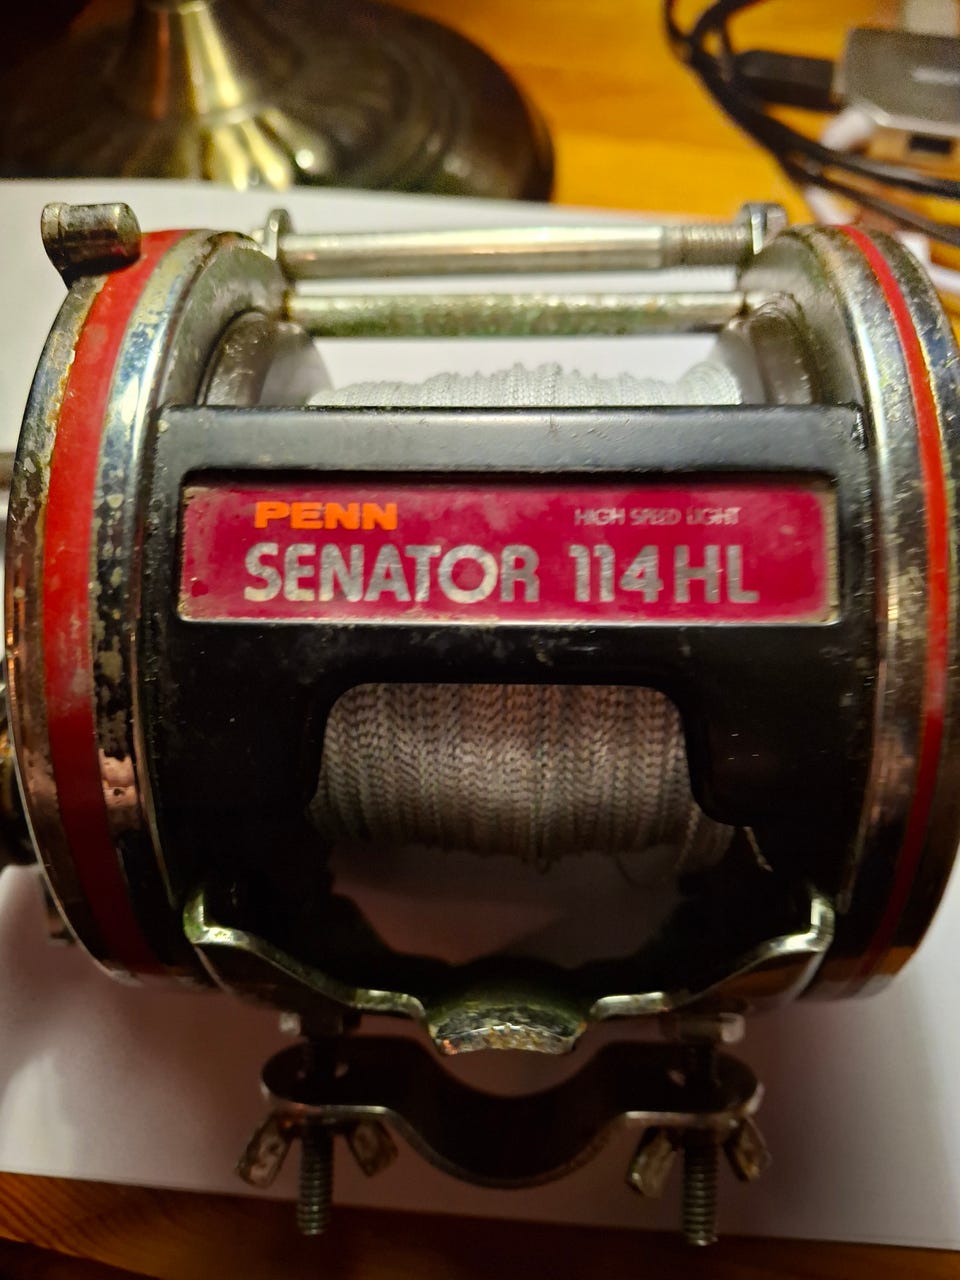 PENN
HIGH SPEED LIGHT
SENATOR 114HL